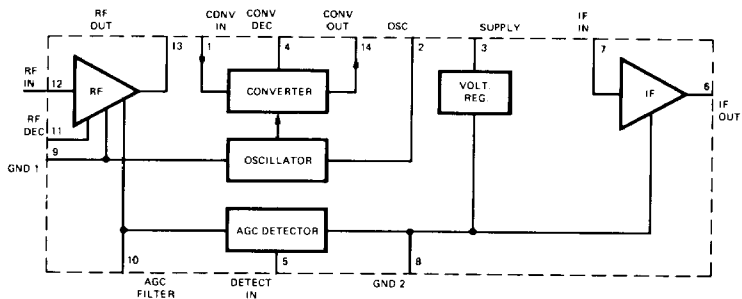 RF
OUT
CONV
IN
CONV
DEC
CONV
OUT
OSC
SUPPLY
IF
IN
13
1
4
14
2
3
7
RF
IN
12
RF
CONVERTER
VOLT.
REG.
IF
6
IF
OUT
RF
DEC
11
9
GND 1
OSCILLATOR
AGC DETECTOR
10
5
8
AGC
FILTER
DETECT
IN
GND 2